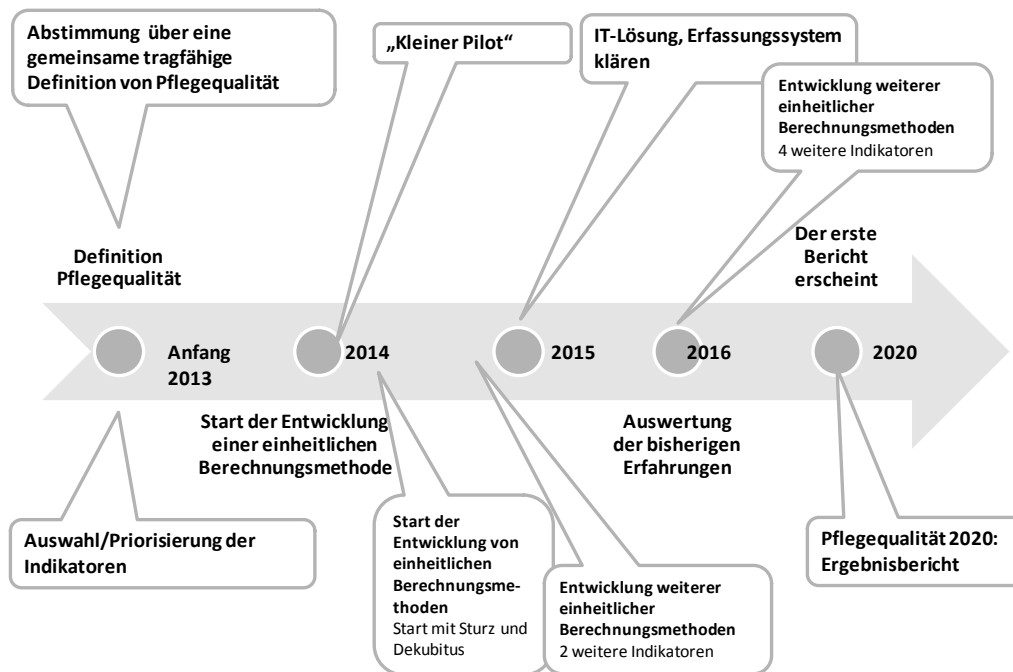 Abstimmung über eine
gemeinsame tragfähige
Definition von Pflegequalität
„Kleiner Pilot“
IT-Lösung, Erfassungssystem
klären
Entwicklung weiterer
einheitlicher
Berechnungsmethoden
4 weitere Indikatoren
Definition
Pflegequalität
Der erste
Bericht
erscheint
Anfang
2013
2014
2015
2016
2020
Start der Entwicklung
einer einheitlichen
Berechnungsmethode
Auswertung
der bisherigen
Erfahrungen
Auswahl/Priorisierung der
Indikatoren
Start der
Entwicklung von
einheitlichen
Berechnungsme-
thoden
Start mit Sturz und
Dekubitus
Entwicklung weiterer
einheitlicher
Berechnungsmethoden
2 weitere Indikatoren
Pflegequalität 2020:
Ergebnisbericht